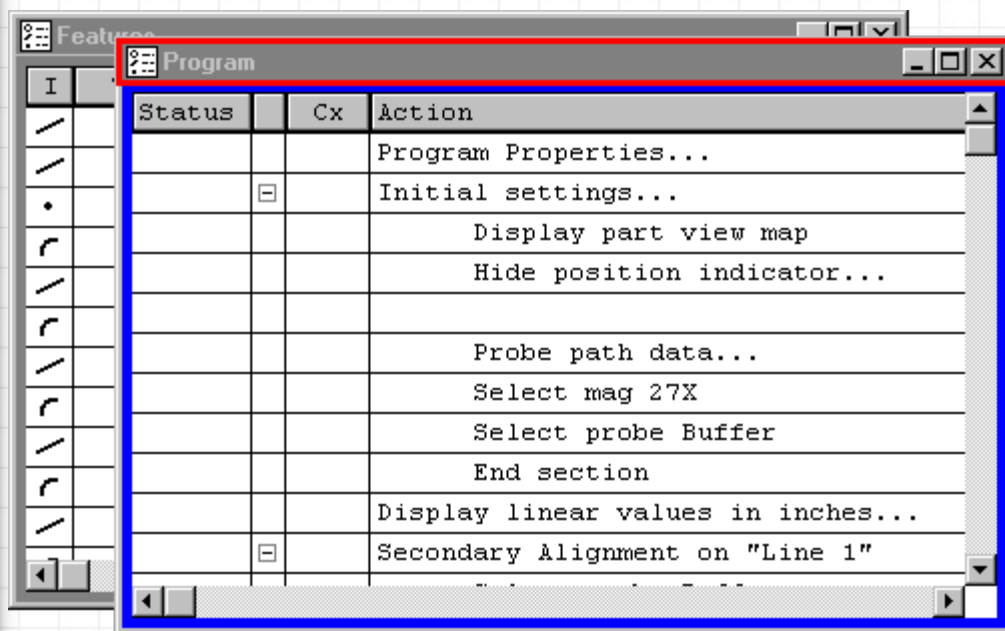 Features
Program
I
Status Cx Action
Program Properties...
Initial settings...
Display part view map
Hide position indicator...
Probe path data...
Select mag 27X
Select probe Buffer
End section
Display linear values in inches...
Secondary Alignment on "Line 1"